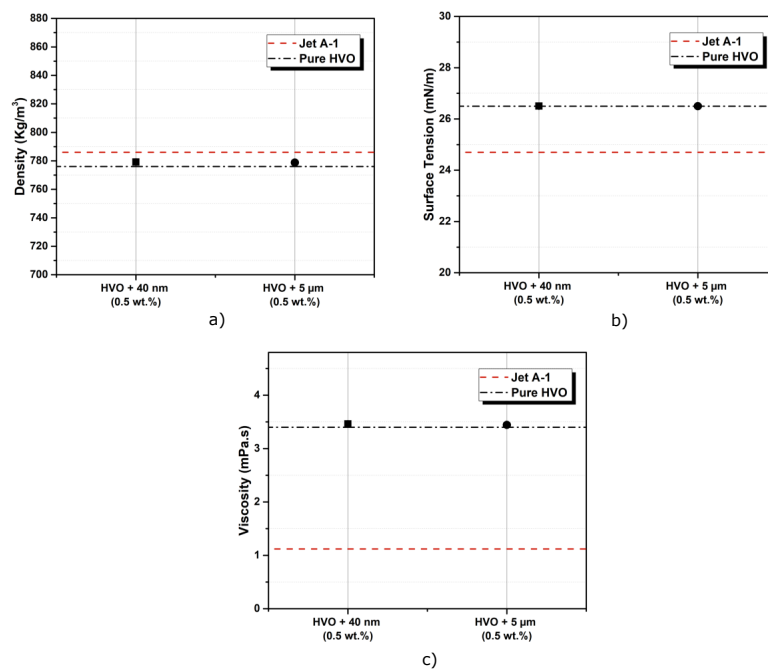 880
860
840
820
800
780
760
740
720
700
Density (Kg/m³)
Jet A-1
Pure HVO
HVO + 40 nm
(0.5 wt.%)
HVO + 5 µm
(0.5 wt.%)
a)
30
28
26
24
22
20
Surface Tension (mN/m)
Jet A-1
Pure HVO
HVO + 40 nm
(0.5 wt.%)
HVO + 5 µm
(0.5 wt.%)
b)
4
3
2
1
0
Viscosity (mPa.s)
Jet A-1
Pure HVO
HVO + 40 nm
(0.5 wt.%)
HVO + 5 µm
(0.5 wt.%)
c)